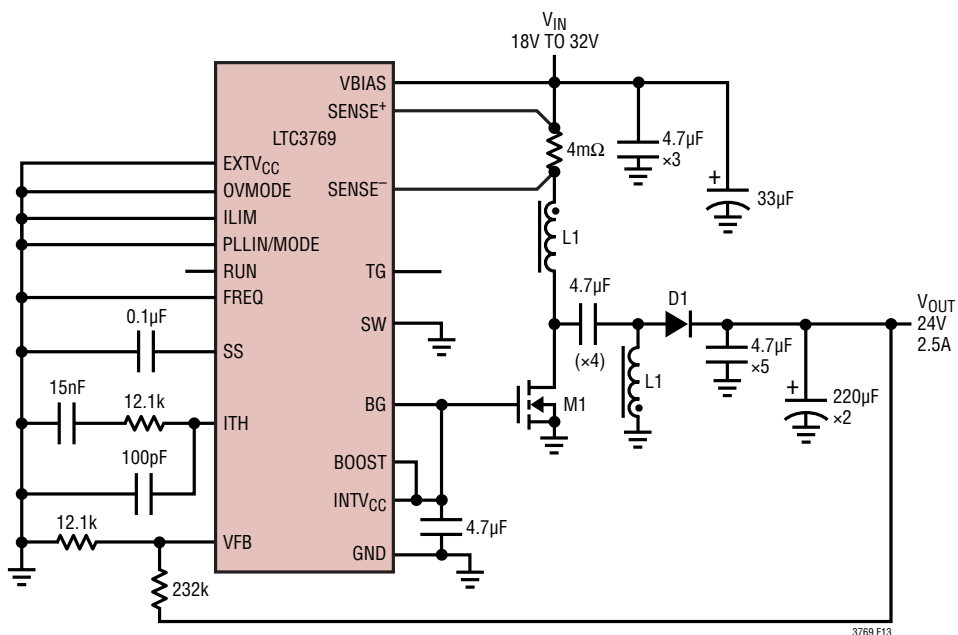 V_IN
18V TO 32V
VBIAS
SENSE⁺
LTC3769
4mΩ
4.7µF
×3
EXTV_CC
OVMODE
SENSE⁻
+
33µF
ILIM
L1
PLLIN/MODE
RUN
TG
4.7µF
D1
FREQ
V_OUT
24V
2.5A
0.1µF
SW
SS
(×4)
4.7µF
×5
15nF
12.1k
L1
+
220µF
×2
ITH
BG
M1
100pF
BOOST
INTV_CC
12.1k
4.7µF
VFB
GND
232k
3769 F13